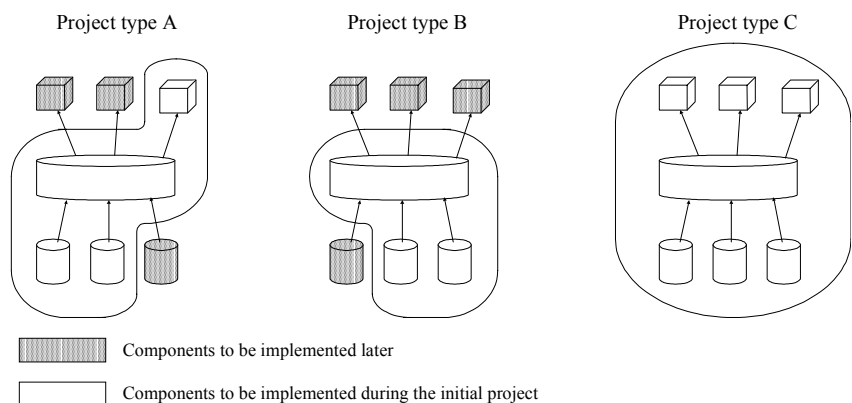 Project type A
Project type B
Project type C
Components to be implemented later
Components to be implemented during the initial project